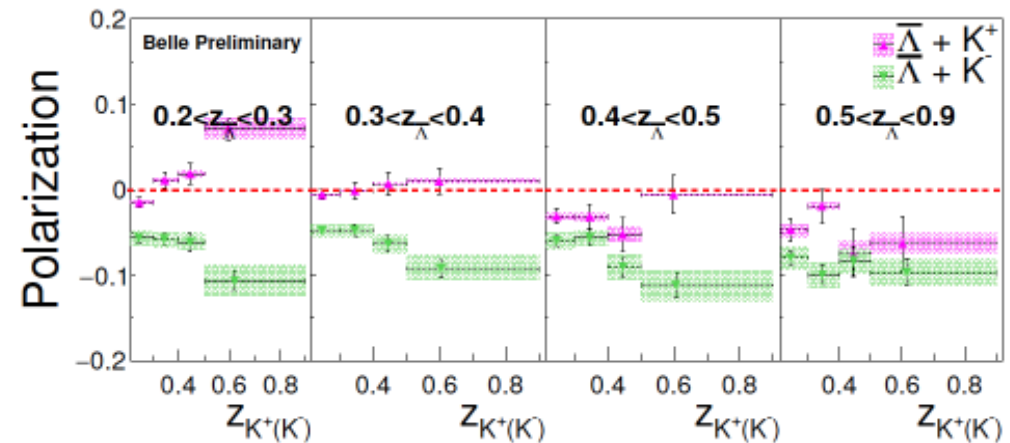 Polarization
0.2
0.1
0
−0.1
−0.2
Belle Preliminary
Λ̅ + K⁺
Λ̅ + K⁻
0.2<z_Λ̅<0.3
0.3<z_Λ̅<0.4
0.4<z_Λ̅<0.5
0.5<z_Λ̅<0.9
0.4 0.6 0.8
0.4 0.6 0.8
0.4 0.6 0.8
0.4 0.6 0.8
z_K⁺(K⁻)
z_K⁺(K⁻)
z_K⁺(K⁻)
z_K⁺(K⁻)